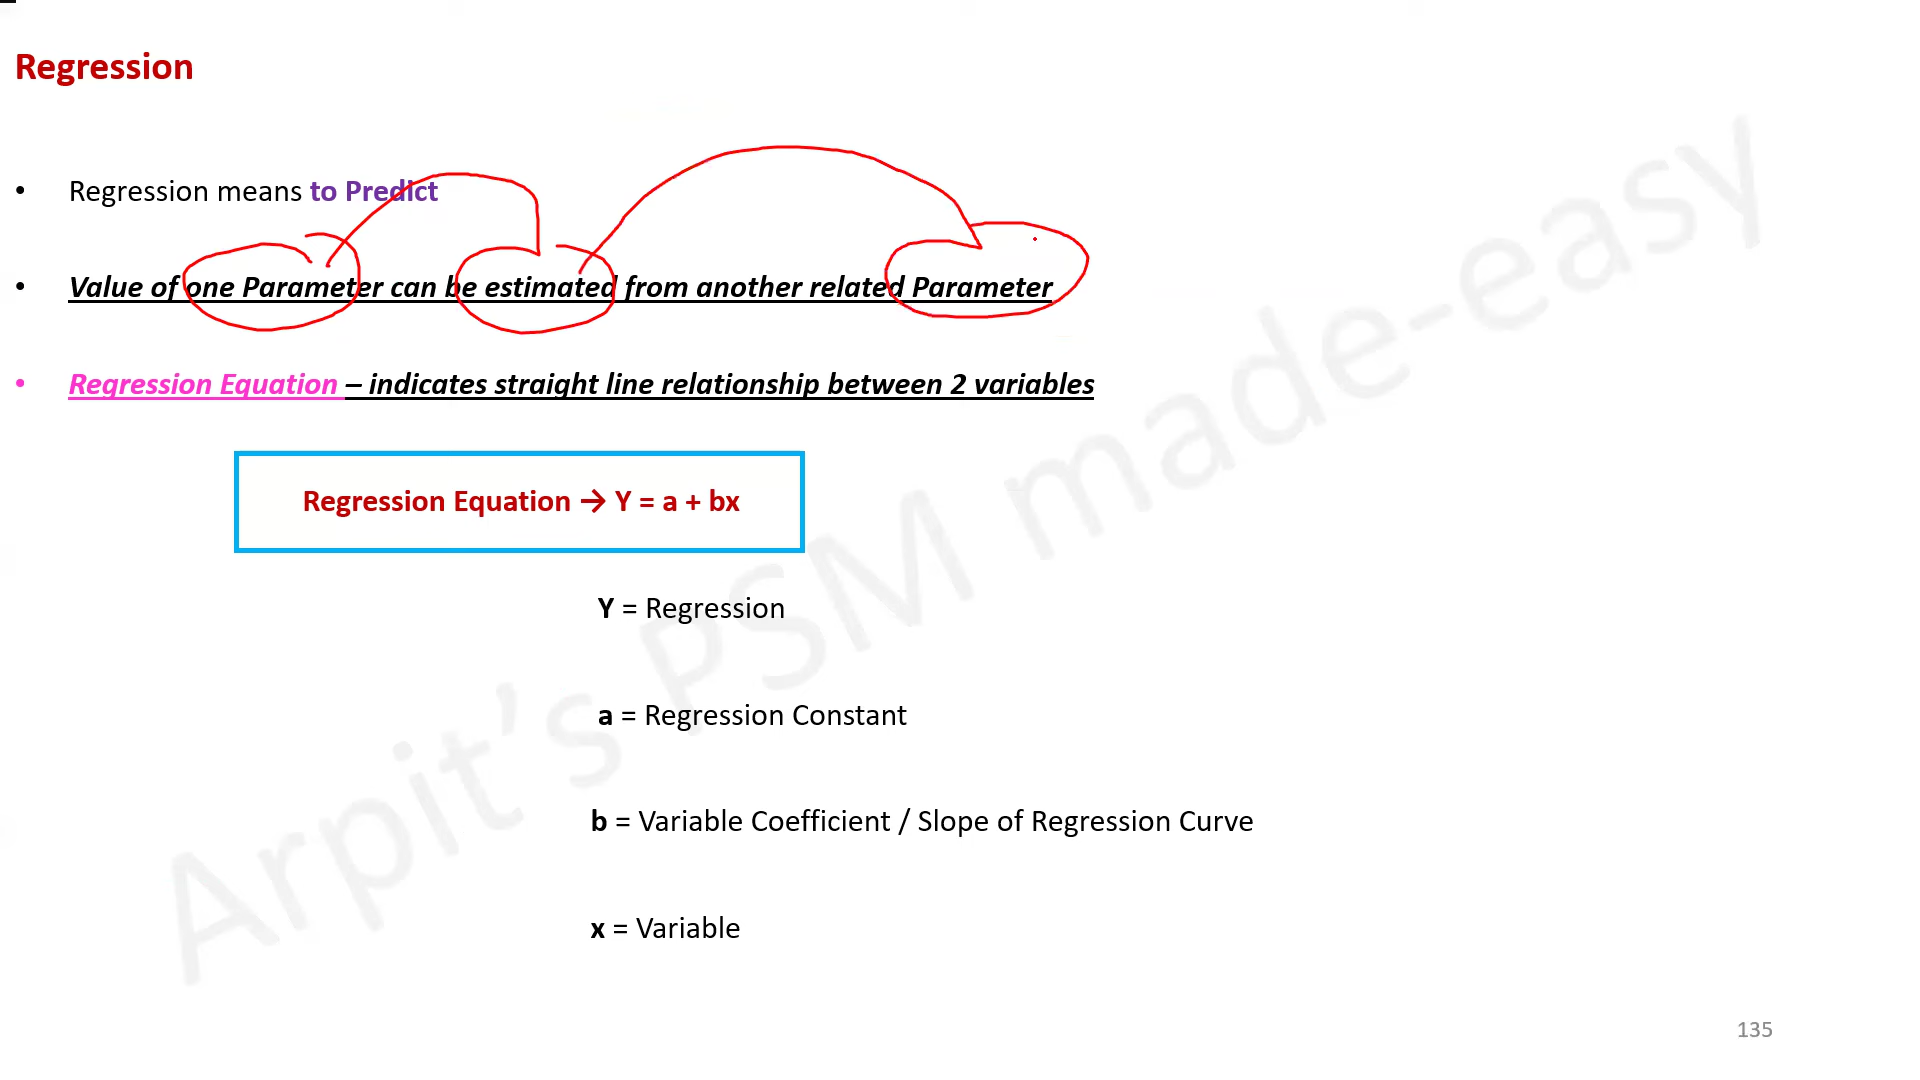 Regression
• Regression means to Predict
• Value of one Parameter can be estimated from another related Parameter
• Regression Equation – indicates straight line relationship between 2 variables
Regression Equation → Y = a + bx
Y = Regression
a = Regression Constant
b = Variable Coefficient / Slope of Regression Curve
x = Variable
Arpit's PSM made-easy
135